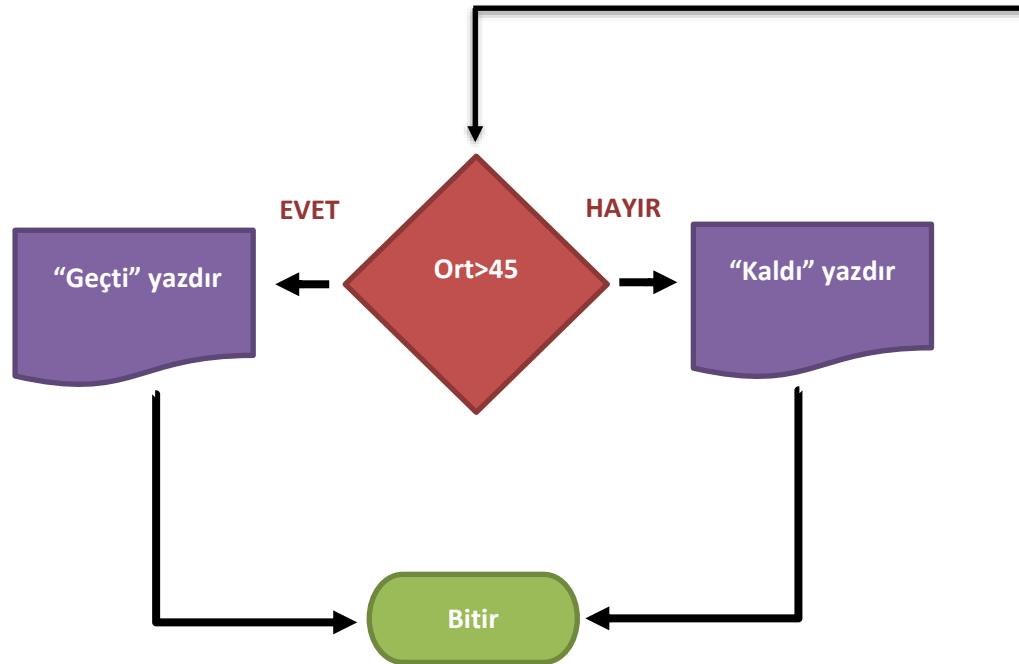 EVET
HAYIR
“Geçti” yazdır
Ort>45
“Kaldı” yazdır
Bitir